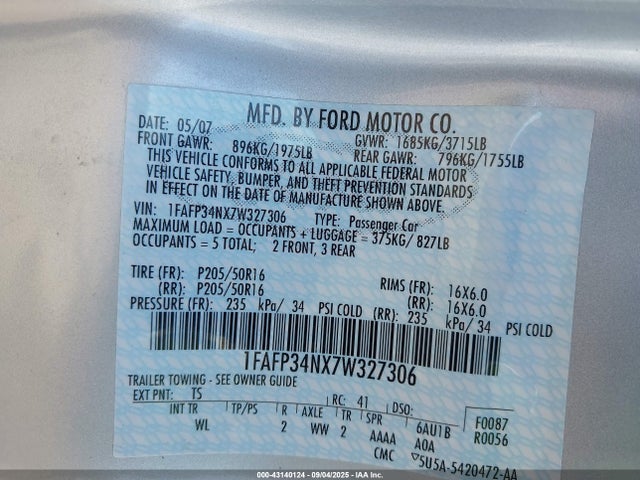 MFD. BY FORD MOTOR CO.
DATE: 05/07 GVWR: 1685KG/3715LB
FRONT GAWR: 896KG/1975LB REAR GAWR: 796KG/1755LB
THIS VEHICLE CONFORMS TO ALL APPLICABLE FEDERAL MOTOR
VEHICLE SAFETY, BUMPER, AND THEFT PREVENTION STANDARDS
IN EFFECT ON THE DATE OF MANUFACTURE SHOWN ABOVE.
VIN: 1FAFP34NX7W327306 TYPE: Passenger Car
MAXIMUM LOAD = OCCUPANTS + LUGGAGE = 375KG/ 827LB
OCCUPANTS = 5 TOTAL; 2 FRONT, 3 REAR
TIRE (FR): P205/50R16 RIMS (FR): 16X6.0
(RR): P205/50R16 (RR): 16X6.0
PRESSURE (FR): 235 kPa/ 34 PSI COLD (RR): 235 kPa/ 34 PSI COLD
1FAFP34NX7W327306
TRAILER TOWING - SEE OWNER GUIDE
EXT PNT: TS RC: 41 DSO: F0087
INT TR TP/PS R AXLE TR SPR 6AU1B R0056
WL 2 WW 2 AAAA A0A
CMC ▽5U5A-5420472-AA
000-43140124 - 09/04/2025 - IAA Inc.